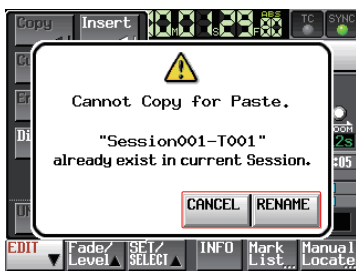 Copy Insert
ABS
TC SYNC
Cannot Copy for Paste.
"Session001-T001"
already exist in current Session.
CANCEL RENAME
EDIT Fade/ Level SET/ SELECT INFO Mark List... Manual Locate